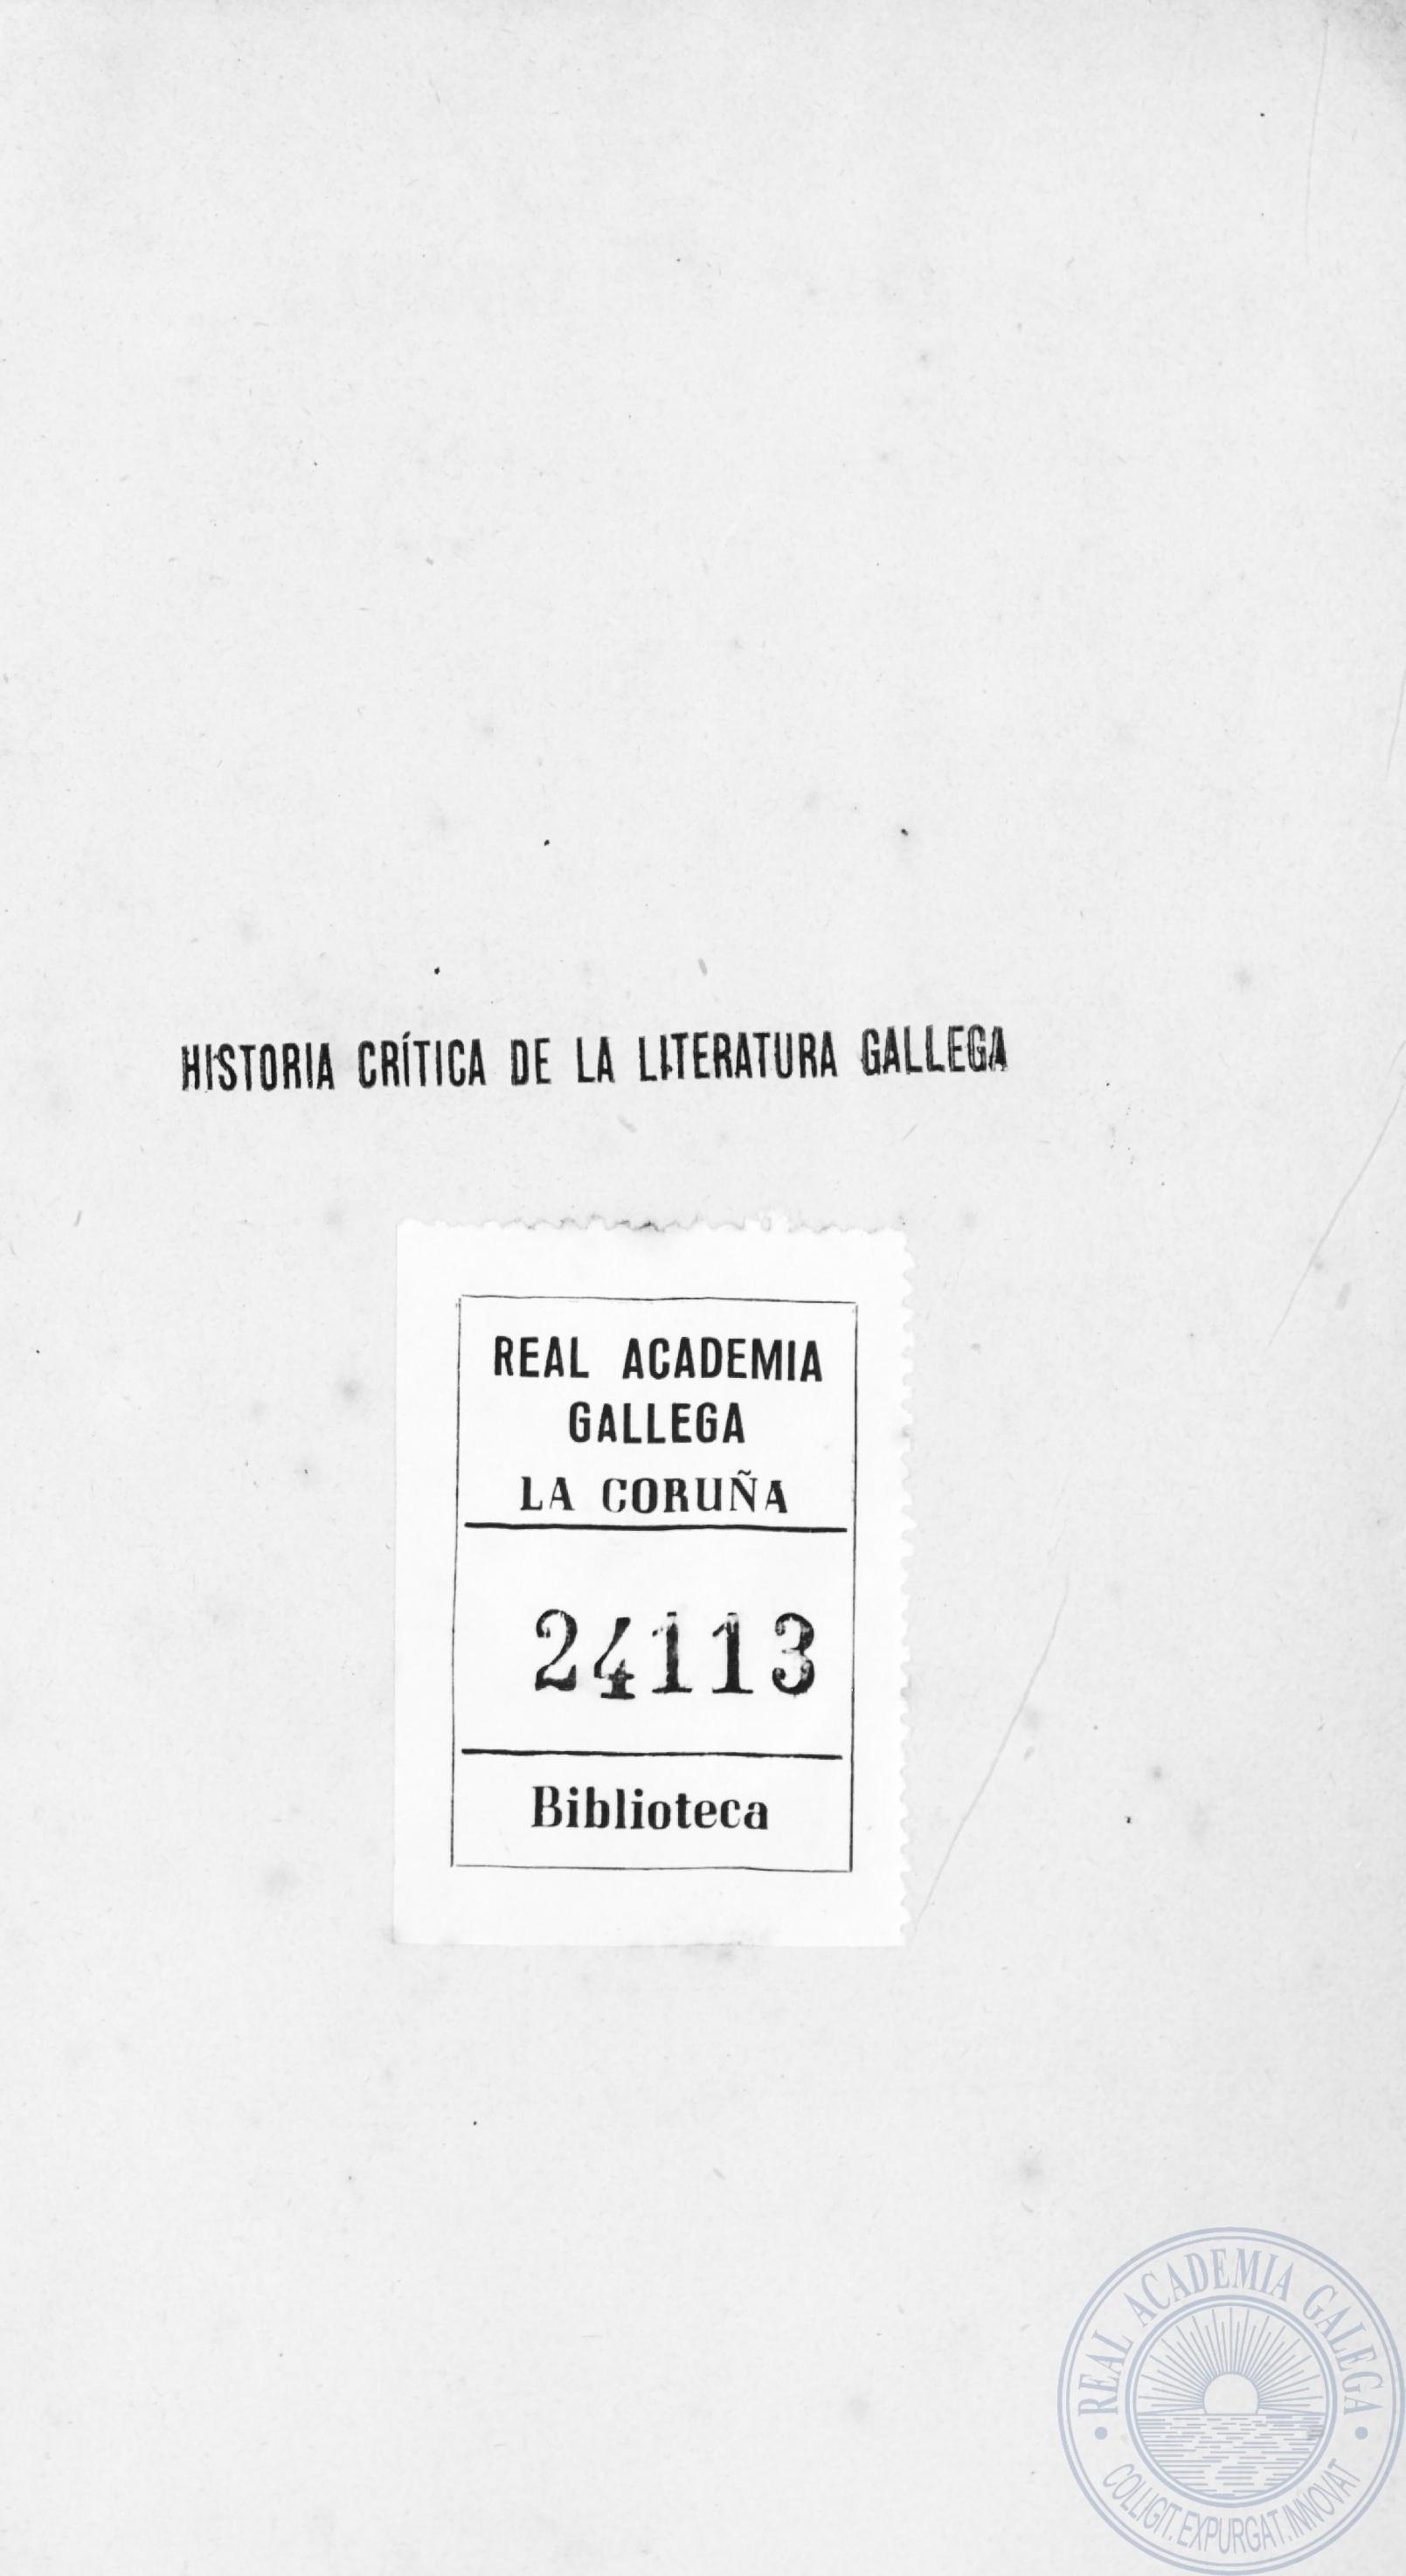 HISTORIA CRÍTICA DE LA LITERATURA GALLEGA
REAL ACADEMIA
GALLEGA
LA CORUÑA
24113
Biblioteca
REAL ACADEMIA GALEGA
COLLIGIT.EXPURGAT.INNOVAT